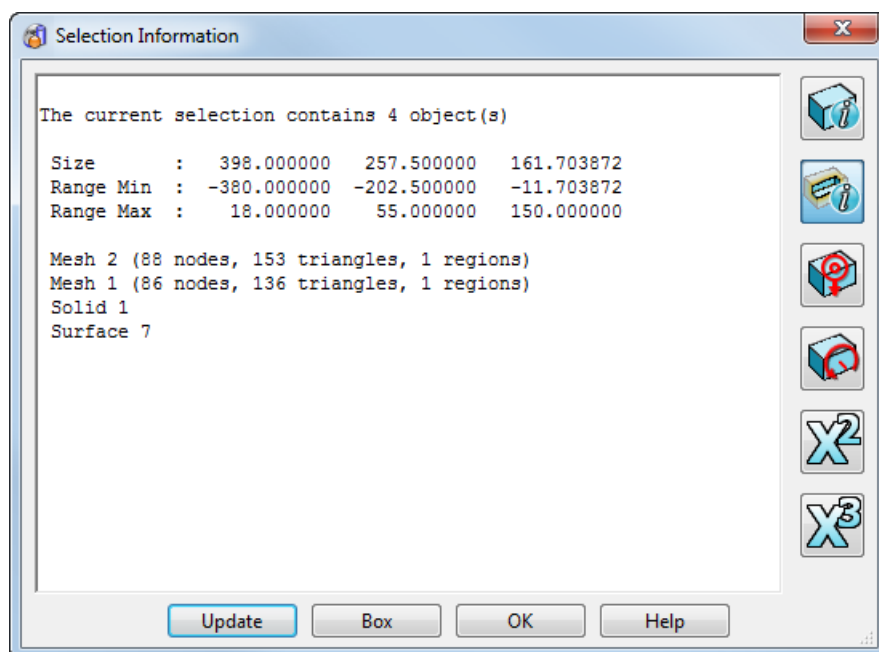 Selection Information
The current selection contains 4 object(s)
Size : 398.000000 257.500000 161.703872
Range Min : -380.000000 -202.500000 -11.703872
Range Max : 18.000000 55.000000 150.000000
Mesh 2 (88 nodes, 153 triangles, 1 regions)
Mesh 1 (86 nodes, 136 triangles, 1 regions)
Solid 1
Surface 7
i
i
X2
X3
Update Box OK Help